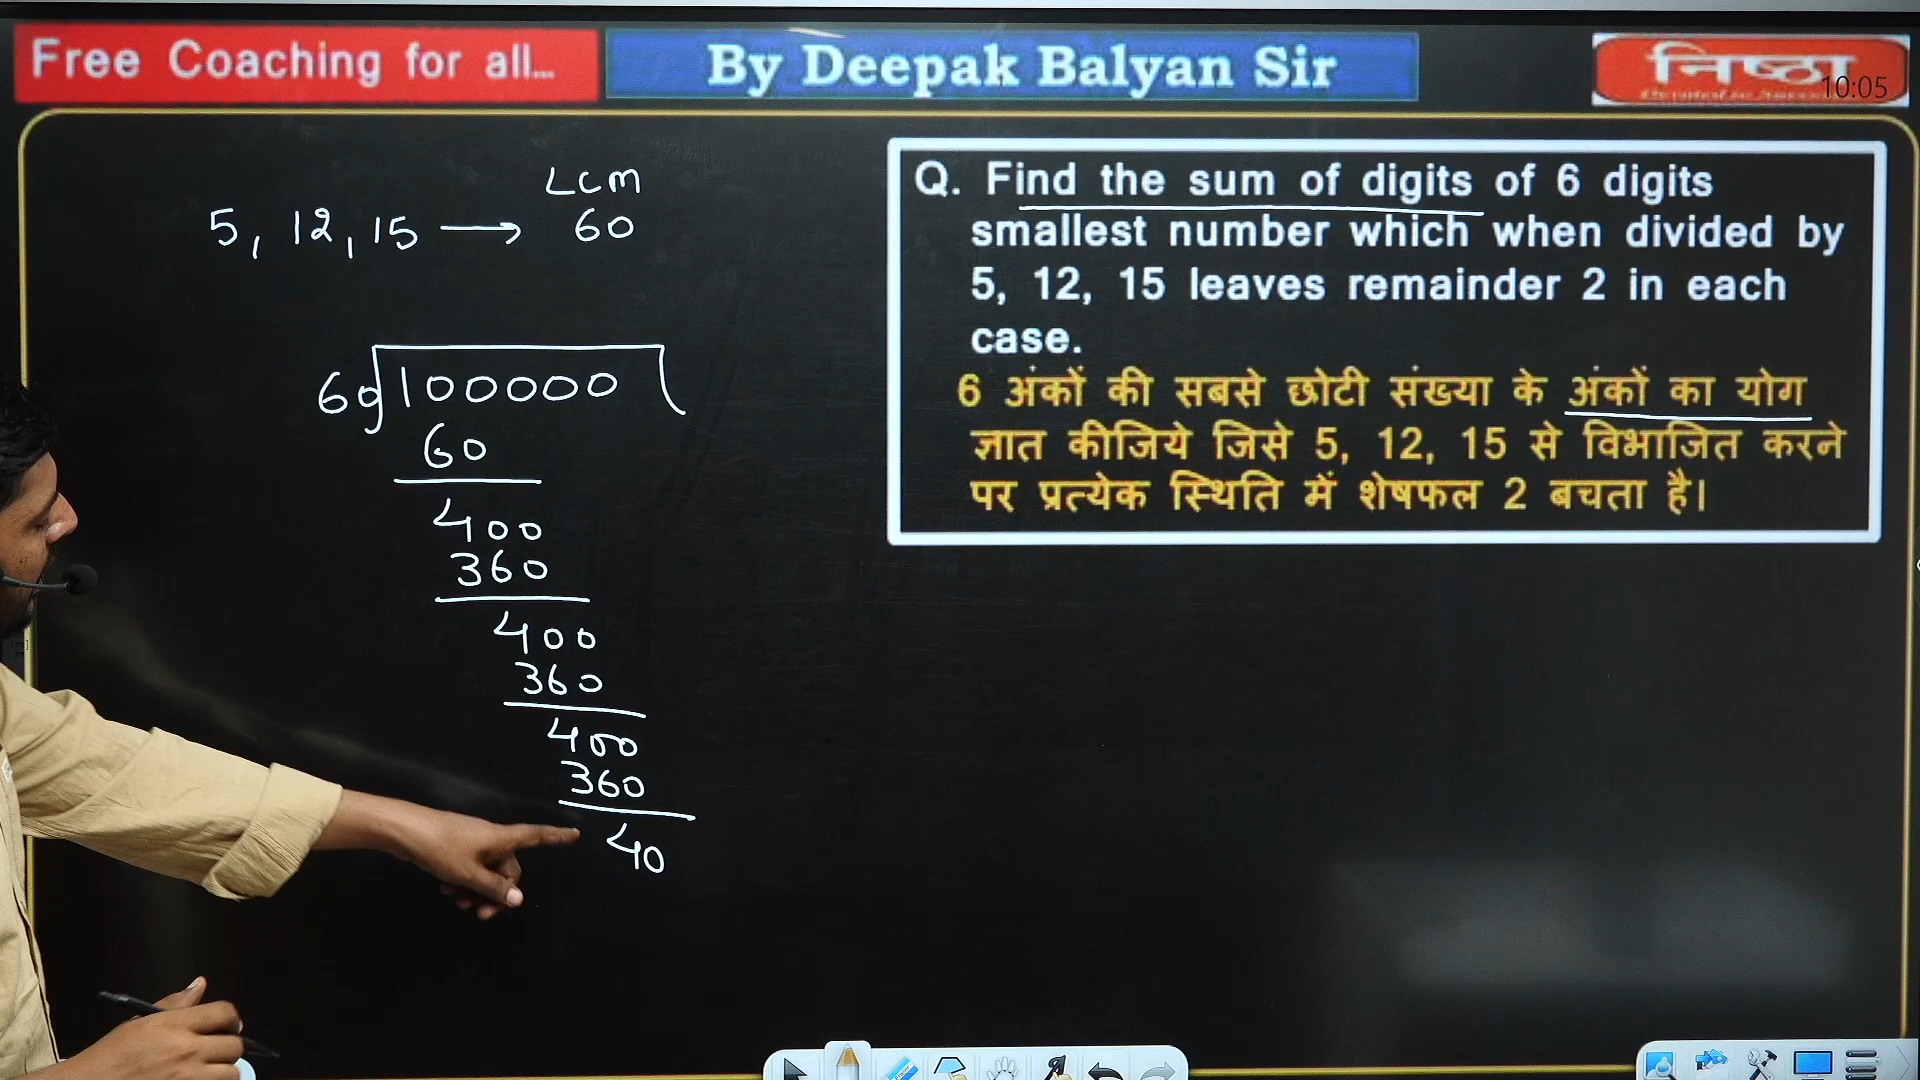 Free Coaching for all...
By Deepak Balyan Sir
निष्ठा
10:05
LCM
5, 12, 15 → 60
60)100000(
60
400
360
400
360
400
360
40
Q. Find the sum of digits of 6 digits
smallest number which when divided by
5, 12, 15 leaves remainder 2 in each
case.
6 अंकों की सबसे छोटी संख्या के अंकों का योग
ज्ञात कीजिये जिसे 5, 12, 15 से विभाजित करने
पर प्रत्येक स्थिति में शेषफल 2 बचता है।